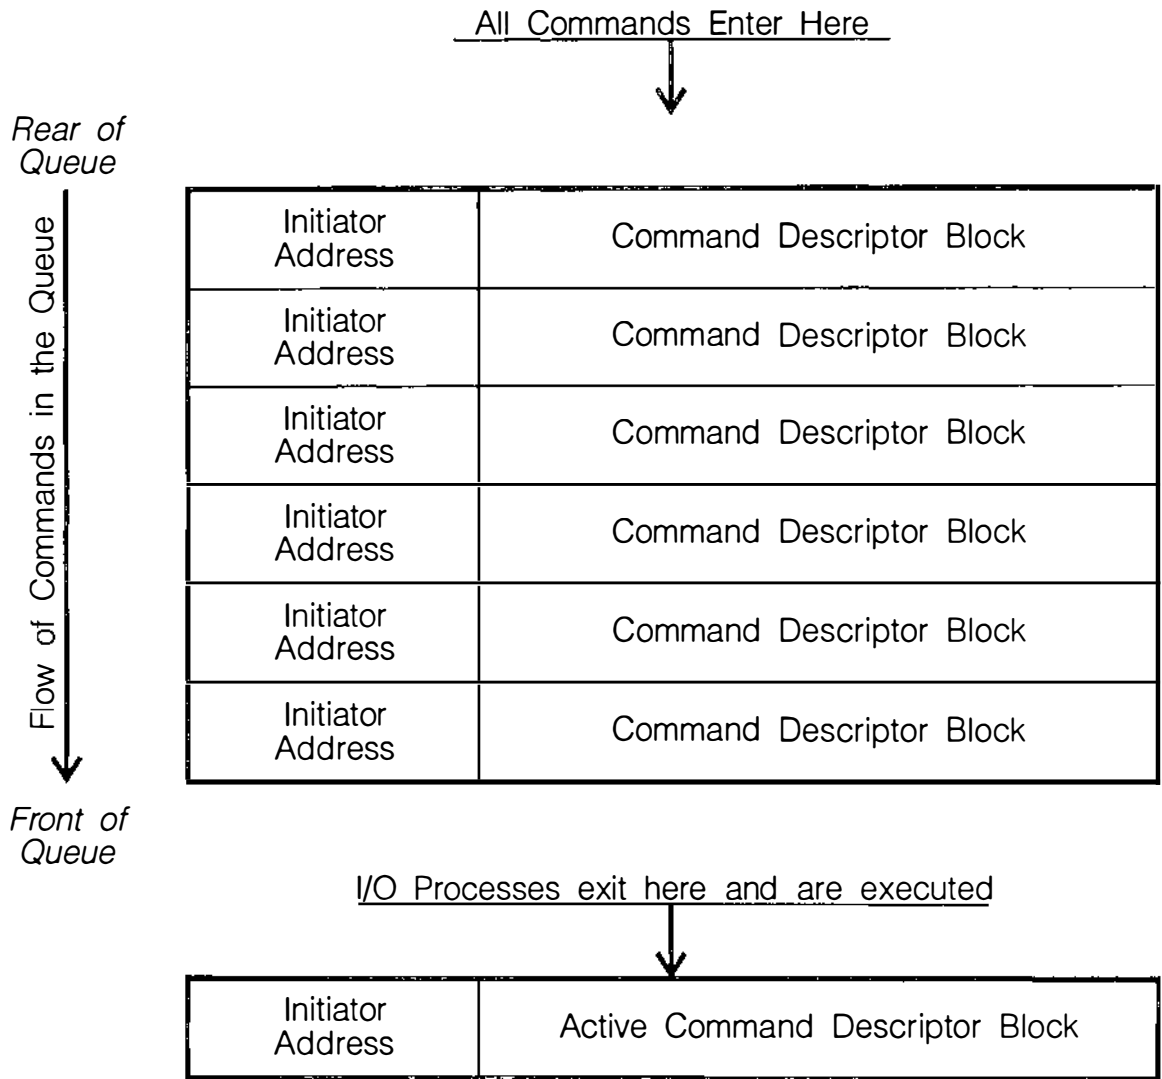 All Commands Enter Here
Rear of
Queue
Flow of Commands in the Queue
Initiator
Address
Command Descriptor Block
Initiator
Address
Command Descriptor Block
Initiator
Address
Command Descriptor Block
Initiator
Address
Command Descriptor Block
Initiator
Address
Command Descriptor Block
Initiator
Address
Command Descriptor Block
Front of
Queue
I/O Processes exit here and are executed
Initiator
Address
Active Command Descriptor Block